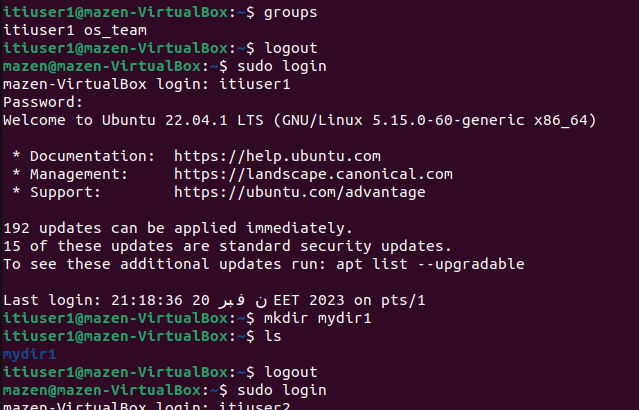 itiuser1@mazen-VirtualBox:~$ groups
itiuser1 os_team
itiuser1@mazen-VirtualBox:~$ logout
mazen@mazen-VirtualBox:~$ sudo login
mazen-VirtualBox login: itiuser1
Password:
Welcome to Ubuntu 22.04.1 LTS (GNU/Linux 5.15.0-60-generic x86_64)
* Documentation:  https://help.ubuntu.com
* Management:     https://landscape.canonical.com
* Support:        https://ubuntu.com/advantage
192 updates can be applied immediately.
15 of these updates are standard security updates.
To see these additional updates run: apt list --upgradable
Last login: 21:18:36 20 ن فبر EET 2023 on pts/1
itiuser1@mazen-VirtualBox:~$ mkdir mydir1
itiuser1@mazen-VirtualBox:~$ ls
mydir1
itiuser1@mazen-VirtualBox:~$ logout
mazen@mazen-VirtualBox:~$ sudo login
mazen-VirtualBox login: itiuser2